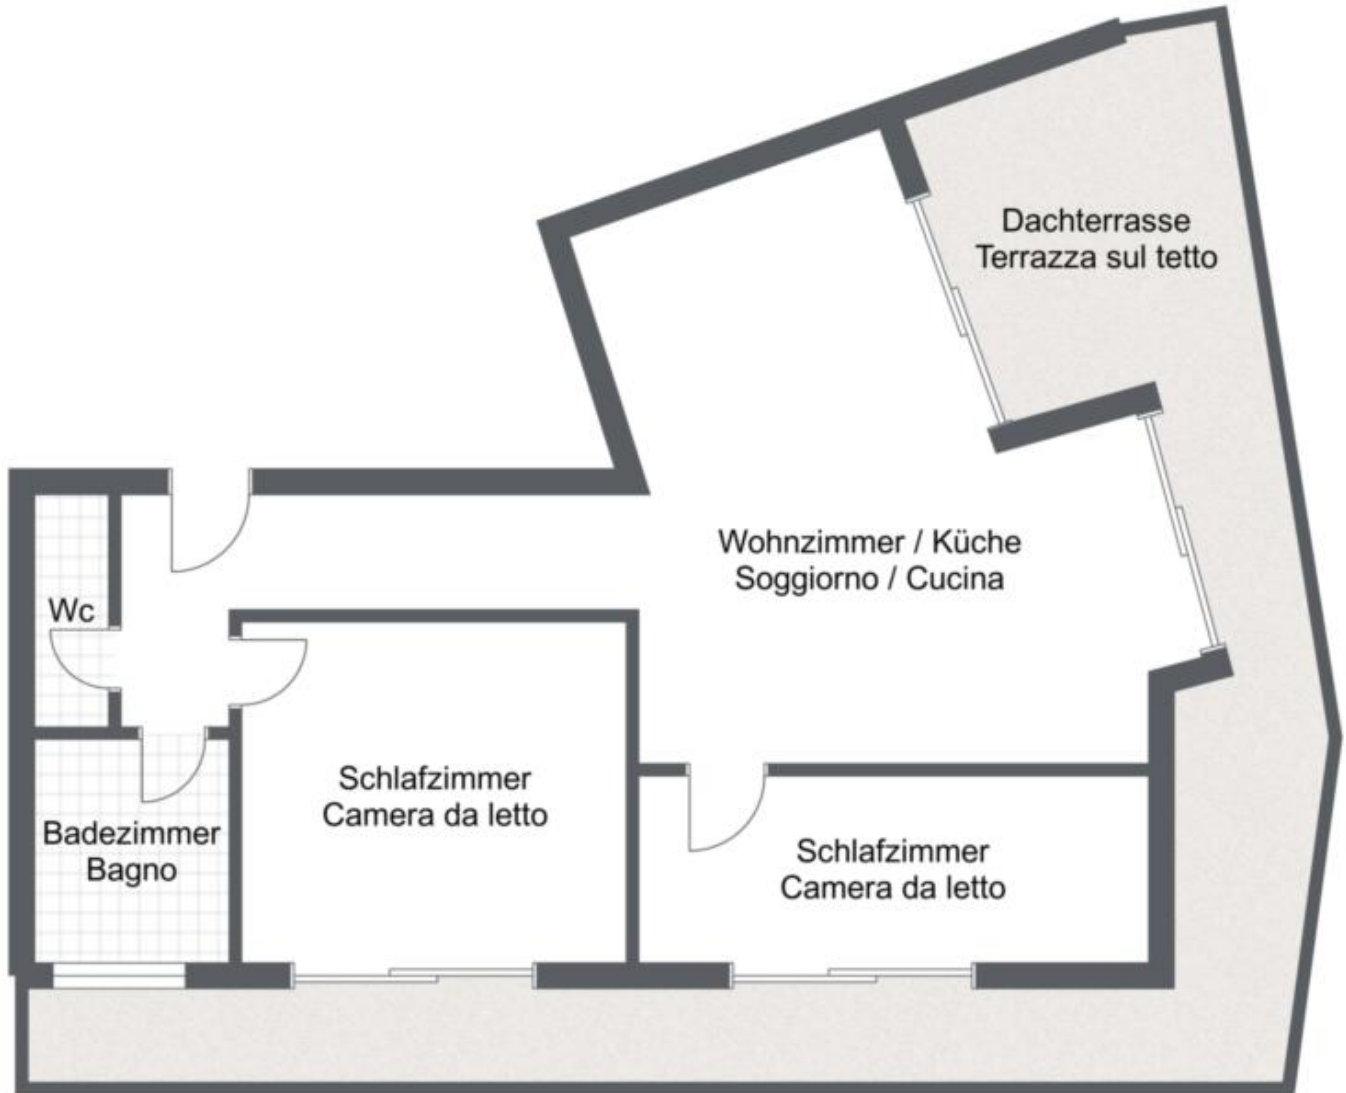 Dachterrasse
Terrazza sul tetto
Wohnzimmer / Küche
Soggiorno / Cucina
Wc
Schlafzimmer
Camera da letto
Badezimmer
Bagno
Schlafzimmer
Camera da letto